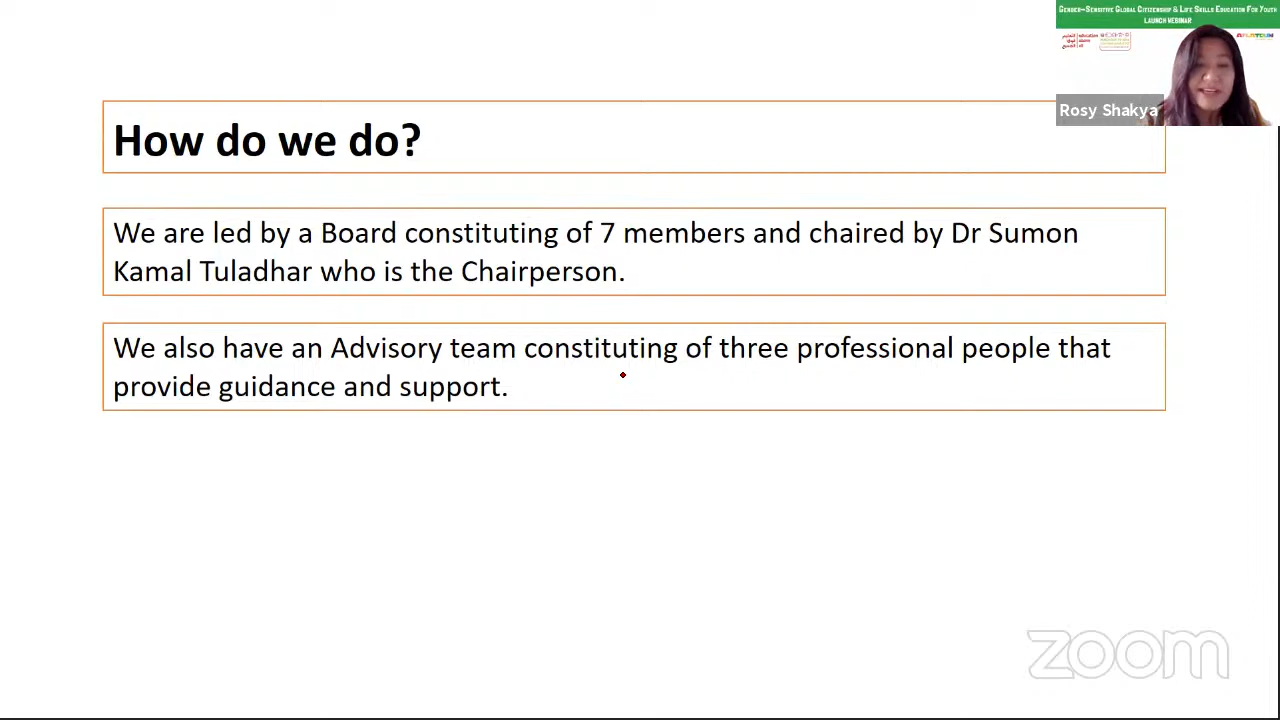 Gender-Sensitive Global Citizenship & Life Skills Education For Youth
Launch Webinar
Rosy Shakya
How do we do?
We are led by a Board constituting of 7 members and chaired by Dr Sumon
Kamal Tuladhar who is the Chairperson.
We also have an Advisory team constituting of three professional people that
provide guidance and support.
zoom